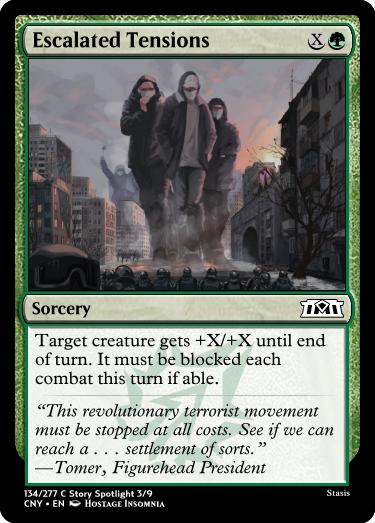 Escalated Tensions X
Sorcery
Target creature gets +X/+X until end
of turn. It must be blocked each
combat this turn if able.
“This revolutionary terrorist movement
must be stopped at all costs. See if we can
reach a . . . settlement of sorts.”
—Tomer, Figurehead President
134/277 C Story Spotlight 3/9
Stasis
CNY • EN Hostage Insomnia